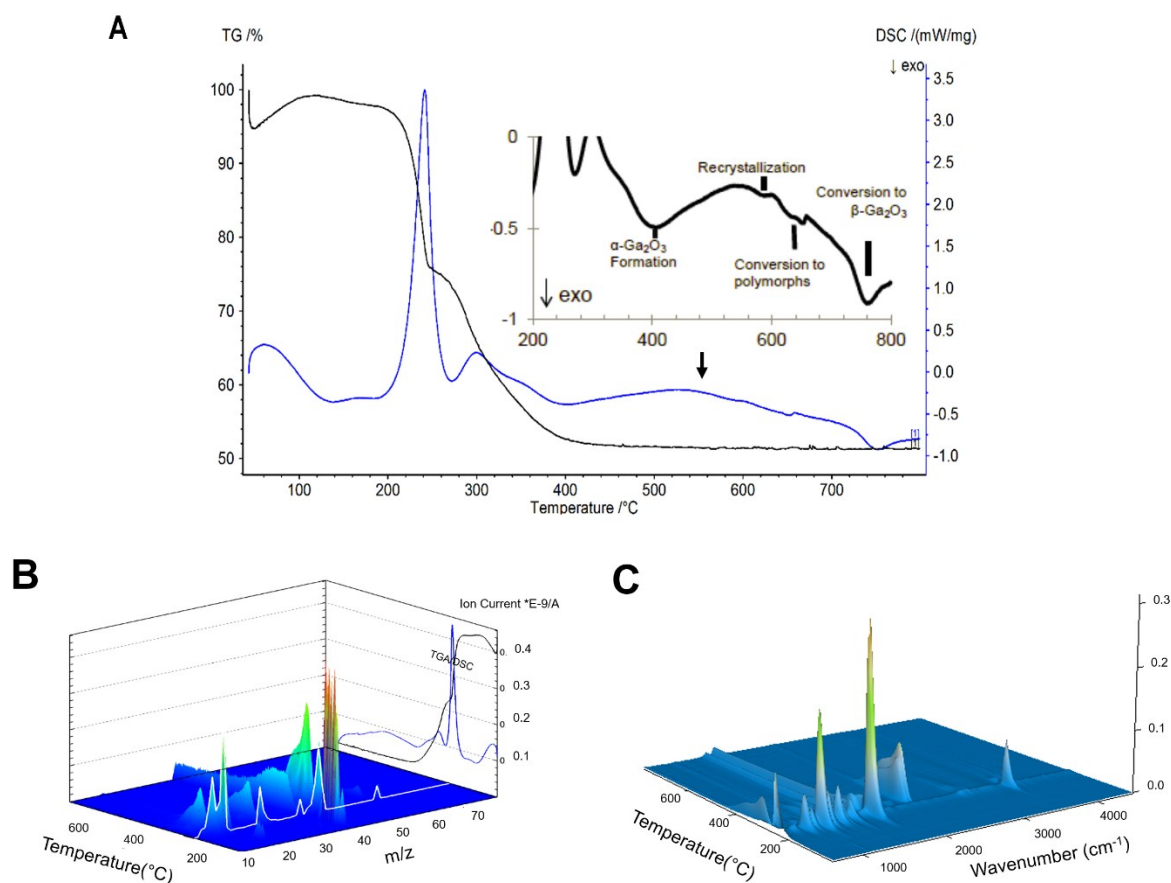 A
TG /%
DSC /(mW/mg)
↓ exo
100
90
80
70
60
50
3.5
3.0
2.5
2.0
1.5
1.0
0.5
0.0
-0.5
-1.0
[1]
100 200 300 400 500 600 700
Temperature /°C
0
-0.5
-1
Recrystallization
Conversion to
β-Ga₂O₃
α-Ga₂O₃
Formation
Conversion to
polymorphs
↓ exo
200 400 600 800
B
Ion Current *E-9/A
TGA/DSC
0. 0.4
0 0.3
0 0.2
0 0.1
600
400
200
Temperature(°C)
10 20 30 40 50 60 70
m/z
C
0.3
0.2
0.1
0.0
600
400
200
Temperature(°C)
1000 2000 3000 4000
Wavenumber (cm⁻¹)